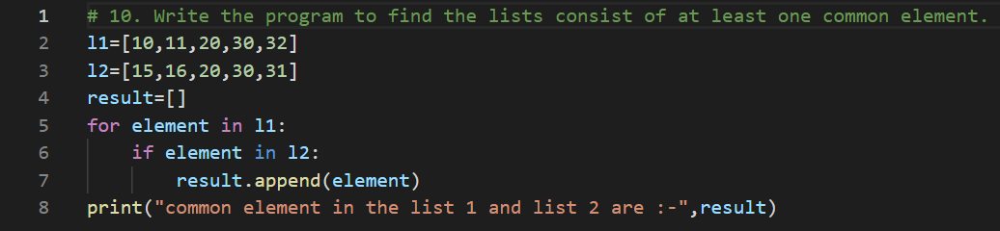 1 # 10. Write the program to find the lists consist of at least one common element.
2 l1=[10,11,20,30,32]
3 l2=[15,16,20,30,31]
4 result=[]
5 for element in l1:
6     if element in l2:
7         result.append(element)
8 print("common element in the list 1 and list 2 are :-",result)